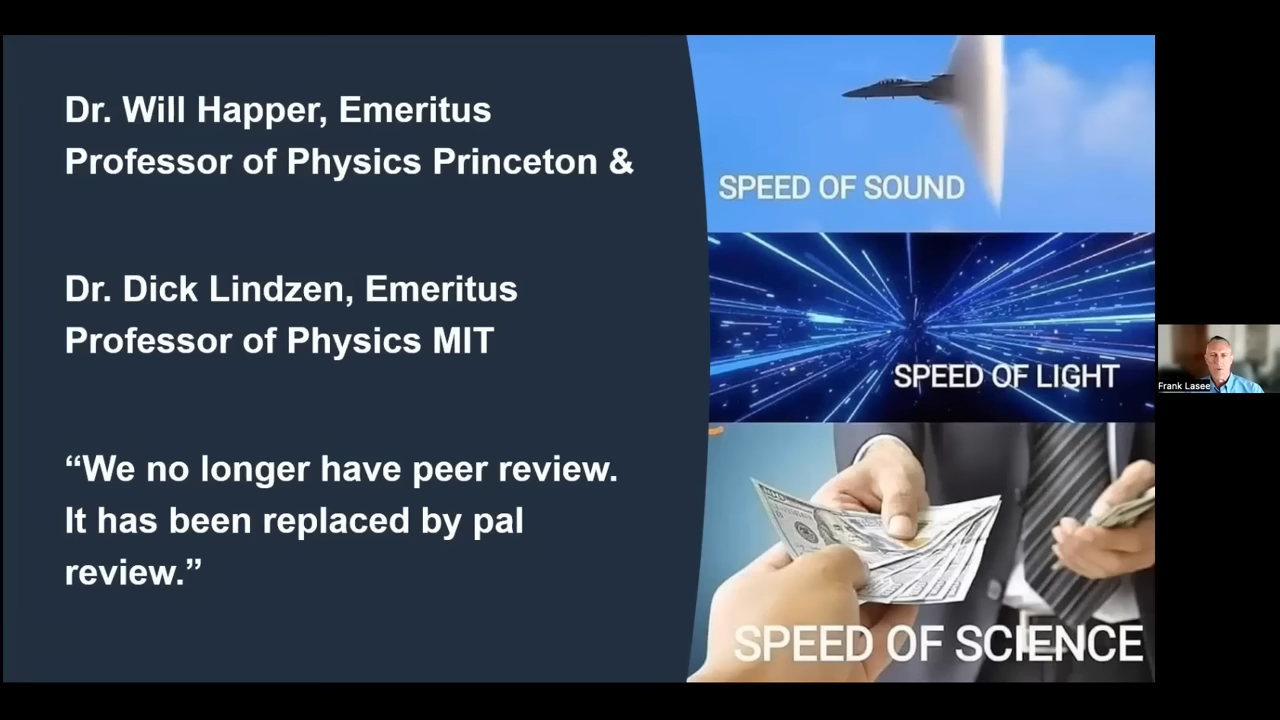 Dr. Will Happer, Emeritus
Professor of Physics Princeton &
Dr. Dick Lindzen, Emeritus
Professor of Physics MIT
“We no longer have peer review.
It has been replaced by pal
review.”
SPEED OF SOUND
SPEED OF LIGHT
SPEED OF SCIENCE
Frank Lasee